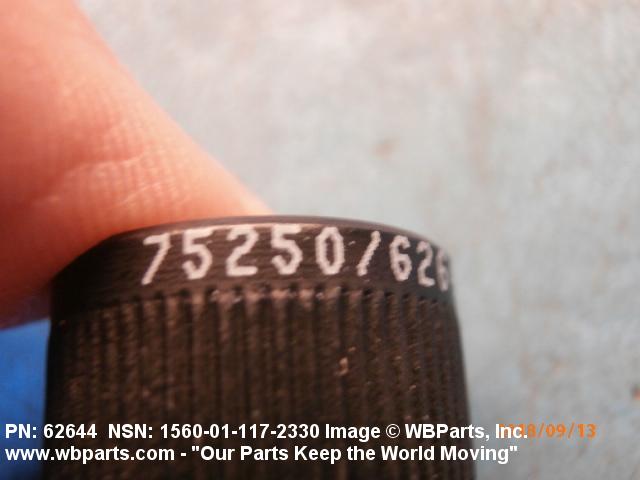 75250/626
PN: 62644 NSN: 1560-01-117-2330 Image © WBParts, Inc.
www.wbparts.com - "Our Parts Keep the World Moving"